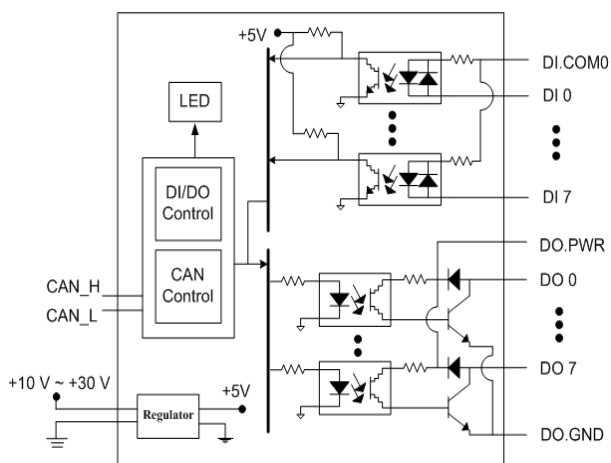 +5V
DI.COM0
LED
DI 0
DI/DO
Control
DI 7
DO.PWR
CAN
Control
DO 0
CAN_H
CAN_L
DO 7
+10 V ~ +30 V
+5V
Regulator
DO.GND